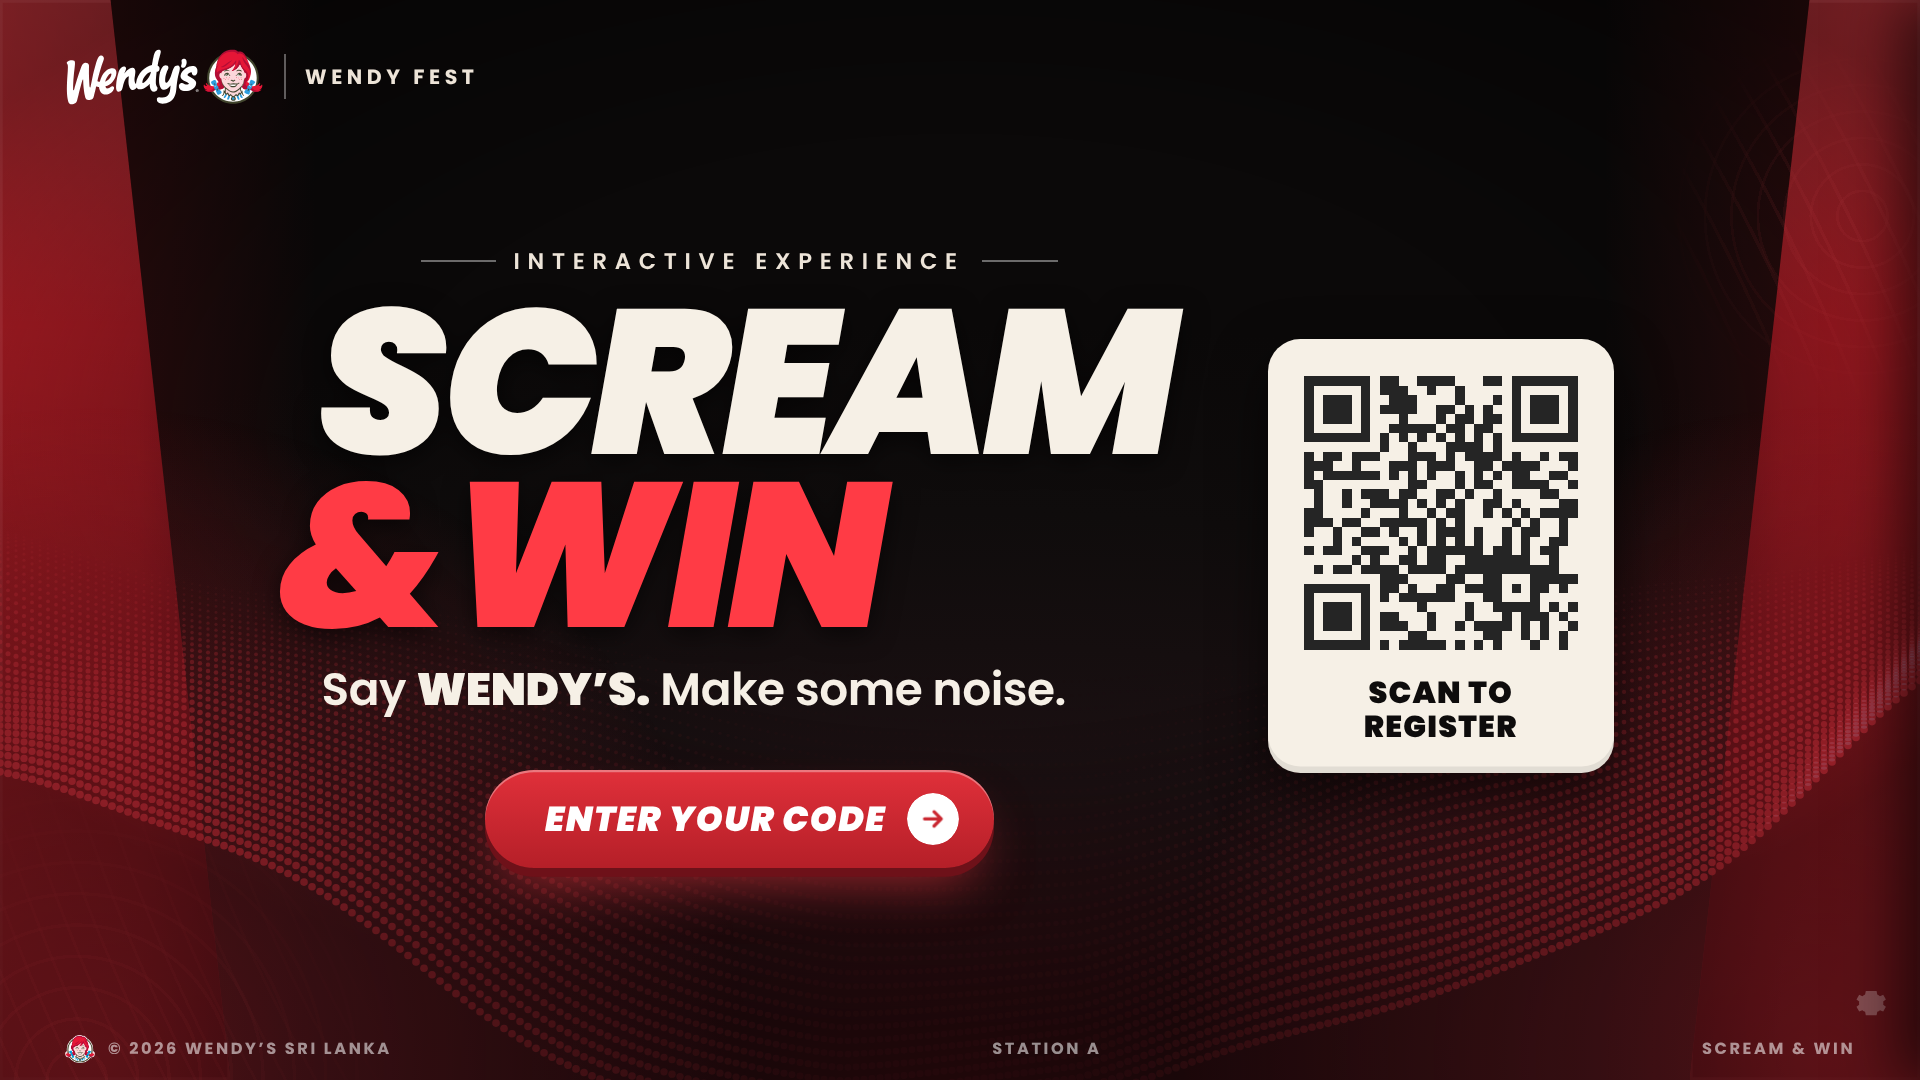 Wendy's
WENDY FEST
INTERACTIVE EXPERIENCE
SCREAM
& WIN
Say WENDY’S. Make some noise.
ENTER YOUR CODE
SCAN TO
REGISTER
© 2026 WENDY’S SRI LANKA
STATION A
SCREAM & WIN